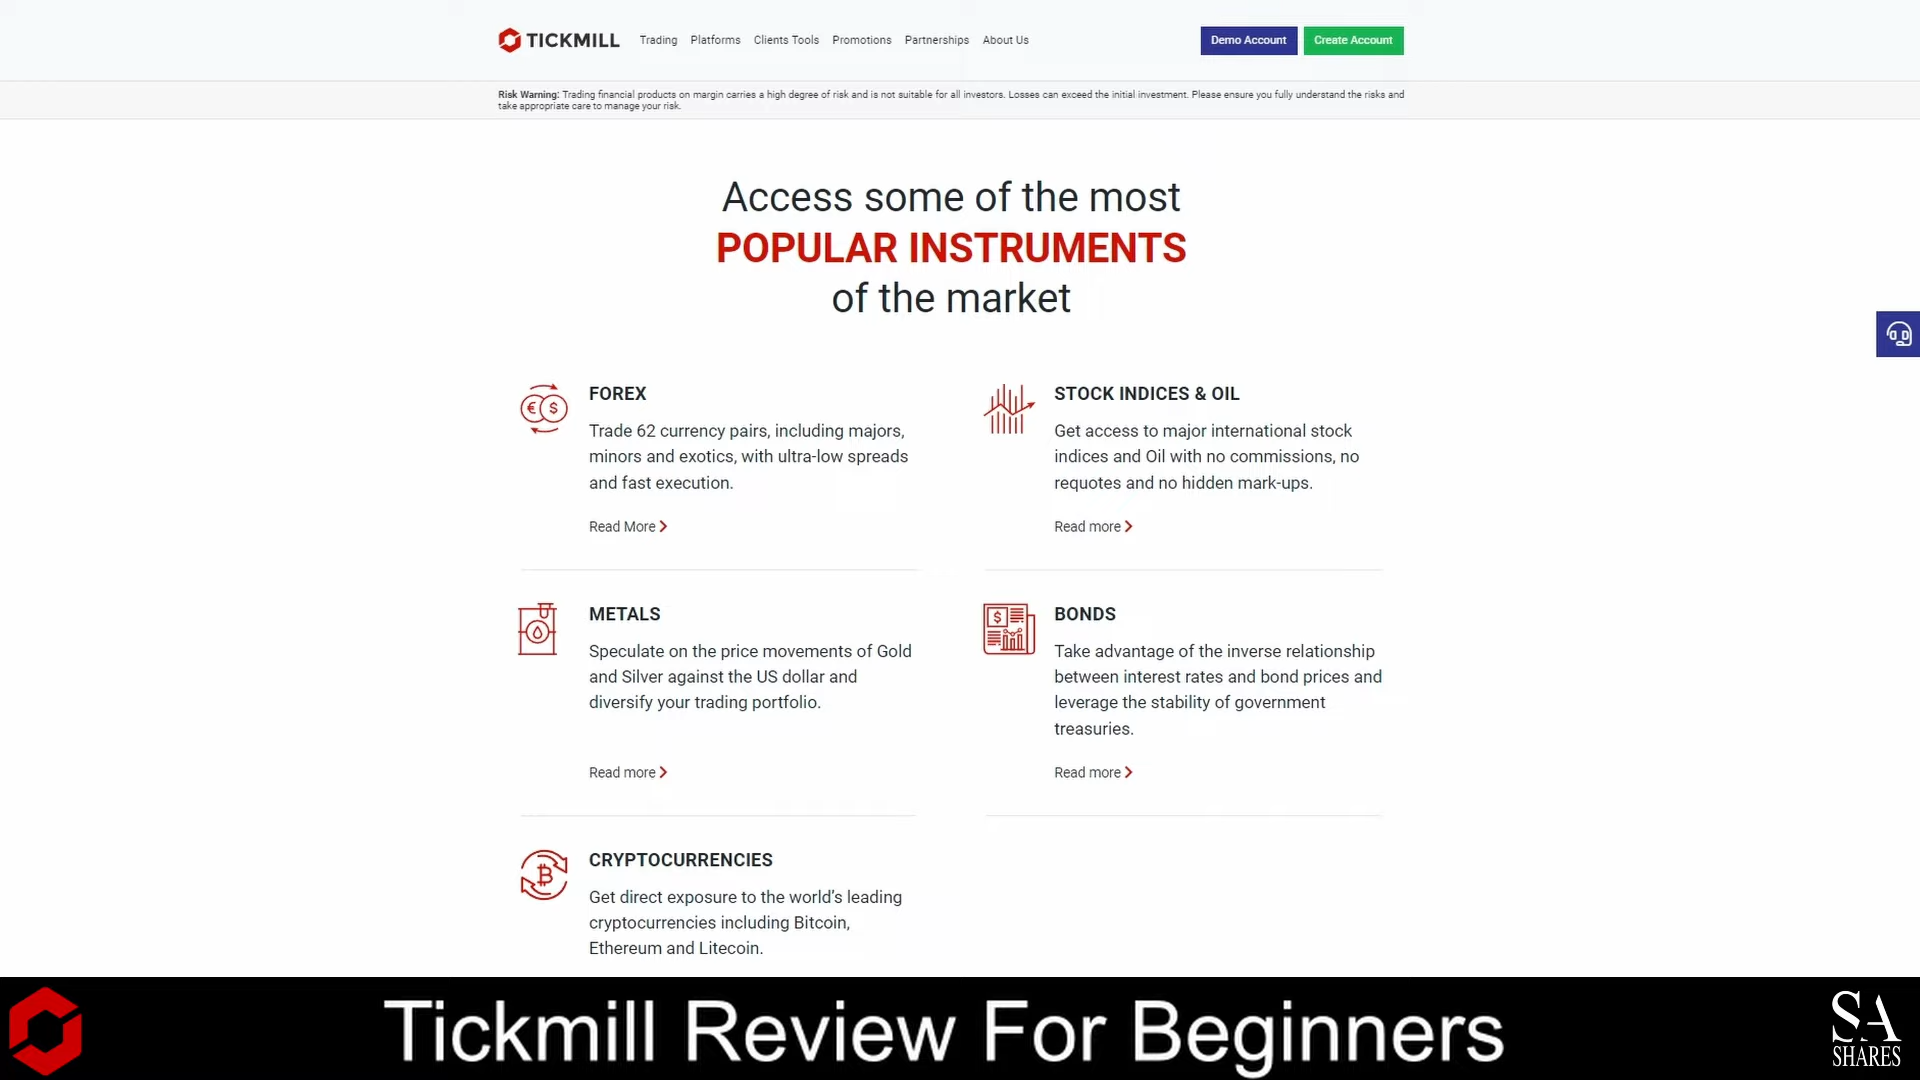 TICKMILL
Trading Platforms Clients Tools Promotions Partnerships About Us
Demo Account Create Account
Risk Warning: Trading financial products on margin carries a high degree of risk and is not suitable for all investors. Losses can exceed the initial investment. Please ensure you fully understand the risks and
take appropriate care to manage your risk.
Access some of the most
POPULAR INSTRUMENTS
of the market
FOREX
Trade 62 currency pairs, including majors,
minors and exotics, with ultra-low spreads
and fast execution.
Read More
STOCK INDICES & OIL
Get access to major international stock
indices and Oil with no commissions, no
requotes and no hidden mark-ups.
Read more
METALS
Speculate on the price movements of Gold
and Silver against the US dollar and
diversify your trading portfolio.
Read more
BONDS
Take advantage of the inverse relationship
between interest rates and bond prices and
leverage the stability of government
treasuries.
Read more
CRYPTOCURRENCIES
Get direct exposure to the world's leading
cryptocurrencies including Bitcoin,
Ethereum and Litecoin.
Tickmill Review For Beginners
SA
SHARES